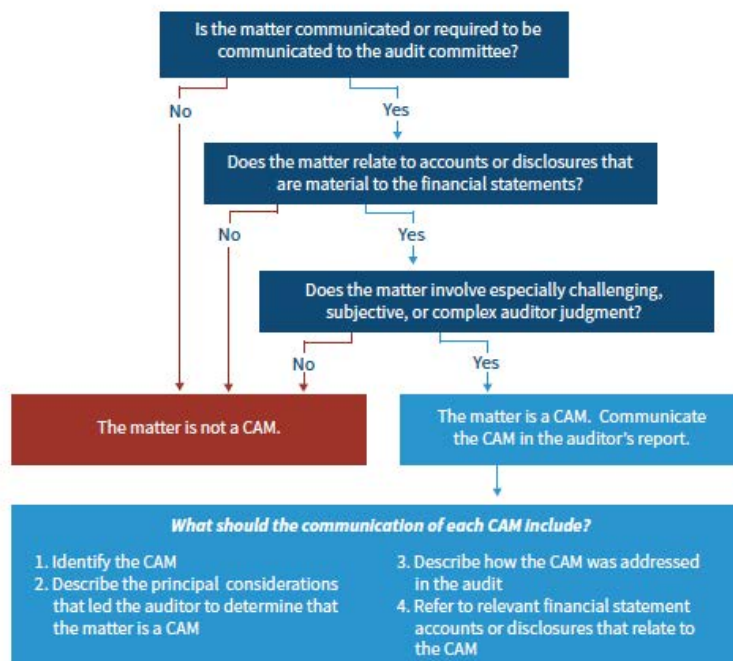 Is the matter communicated or required to be
communicated to the audit committee?
No
Yes
Does the matter relate to accounts or disclosures that
are material to the financial statements?
No
Yes
Does the matter involve especially challenging,
subjective, or complex auditor judgment?
No
Yes
The matter is not a CAM.
The matter is a CAM. Communicate
the CAM in the auditor's report.
What should the communication of each CAM include?
1. Identify the CAM
2. Describe the principal considerations
that led the auditor to determine that
the matter is a CAM
3. Describe how the CAM was addressed
in the audit
4. Refer to relevant financial statement
accounts or disclosures that relate to
the CAM